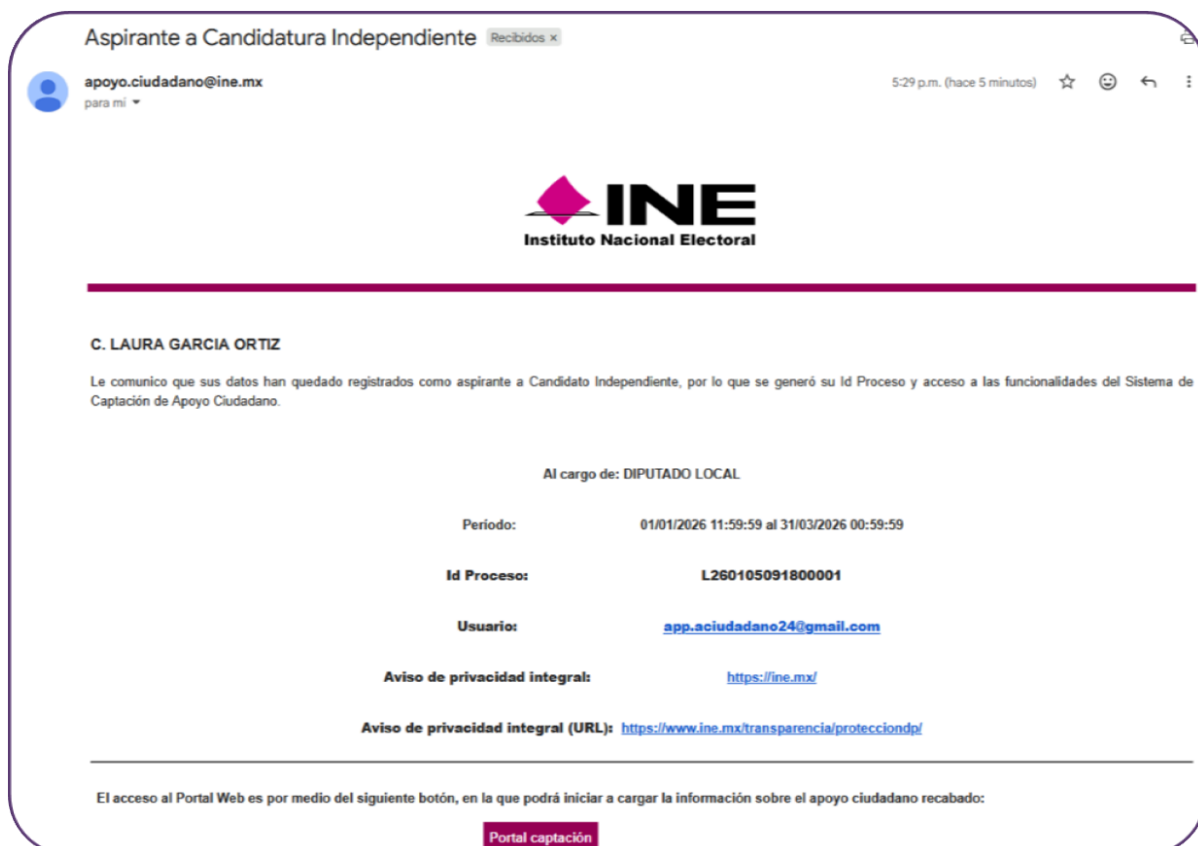 Aspirante a Candidatura Independiente Recibidos x
apoyo.ciudadano@ine.mx 5:29 p.m. (hace 5 minutos)
para mi
INE
Instituto Nacional Electoral
C. LAURA GARCIA ORTIZ
Le comunico que sus datos han quedado registrados como aspirante a Candidato Independiente, por lo que se generó su Id Proceso y acceso a las funcionalidades del Sistema de
Captación de Apoyo Ciudadano.
Al cargo de: DIPUTADO LOCAL
Periodo: 01/01/2026 11:59:59 al 31/03/2026 00:59:59
Id Proceso: L260105091800001
Usuario: app.aciudadano24@gmail.com
Aviso de privacidad integral: https://ine.mx/
Aviso de privacidad integral (URL): https://www.ine.mx/transparencia/protecciondp/
El acceso al Portal Web es por medio del siguiente botón, en la que podrá iniciar a cargar la información sobre el apoyo ciudadano recabado:
Portal captación